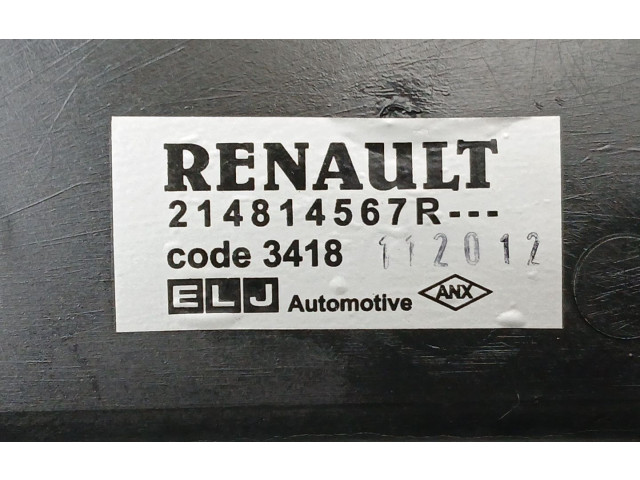 RENAULT
214814567R---
code 3418 112012
ELJ Automotive ANX